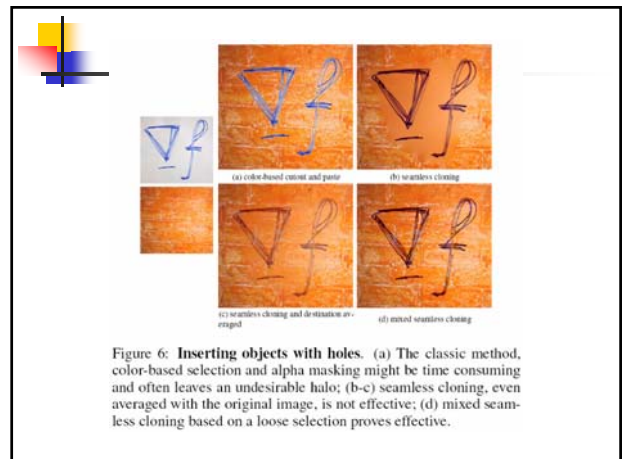 ∇f
(a) color-based cutout and paste
(b) seamless cloning
(c) seamless cloning and destination av-
eraged
(d) mixed seamless cloning
Figure 6: Inserting objects with holes. (a) The classic method,
color-based selection and alpha masking might be time consuming
and often leaves an undesirable halo; (b-c) seamless cloning, even
averaged with the original image, is not effective; (d) mixed seam-
less cloning based on a loose selection proves effective.